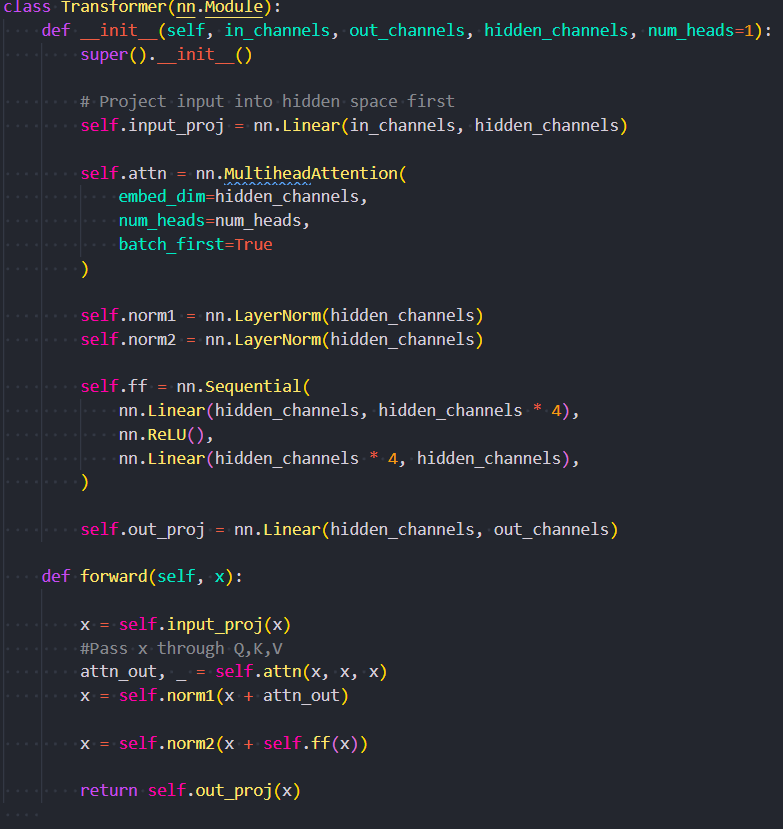 class Transformer(nn.Module):
    def __init__(self, in_channels, out_channels, hidden_channels, num_heads=1):
        super().__init__()
        # Project input into hidden space first
        self.input_proj = nn.Linear(in_channels, hidden_channels)
        self.attn = nn.MultiheadAttention(
            embed_dim=hidden_channels,
            num_heads=num_heads,
            batch_first=True
        )
        self.norm1 = nn.LayerNorm(hidden_channels)
        self.norm2 = nn.LayerNorm(hidden_channels)
        self.ff = nn.Sequential(
            nn.Linear(hidden_channels, hidden_channels * 4),
            nn.ReLU(),
            nn.Linear(hidden_channels * 4, hidden_channels),
        )
        self.out_proj = nn.Linear(hidden_channels, out_channels)
    def forward(self, x):
        x = self.input_proj(x)
        #Pass x through Q,K,V
        attn_out, _ = self.attn(x, x, x)
        x = self.norm1(x + attn_out)
        x = self.norm2(x + self.ff(x))
        return self.out_proj(x)